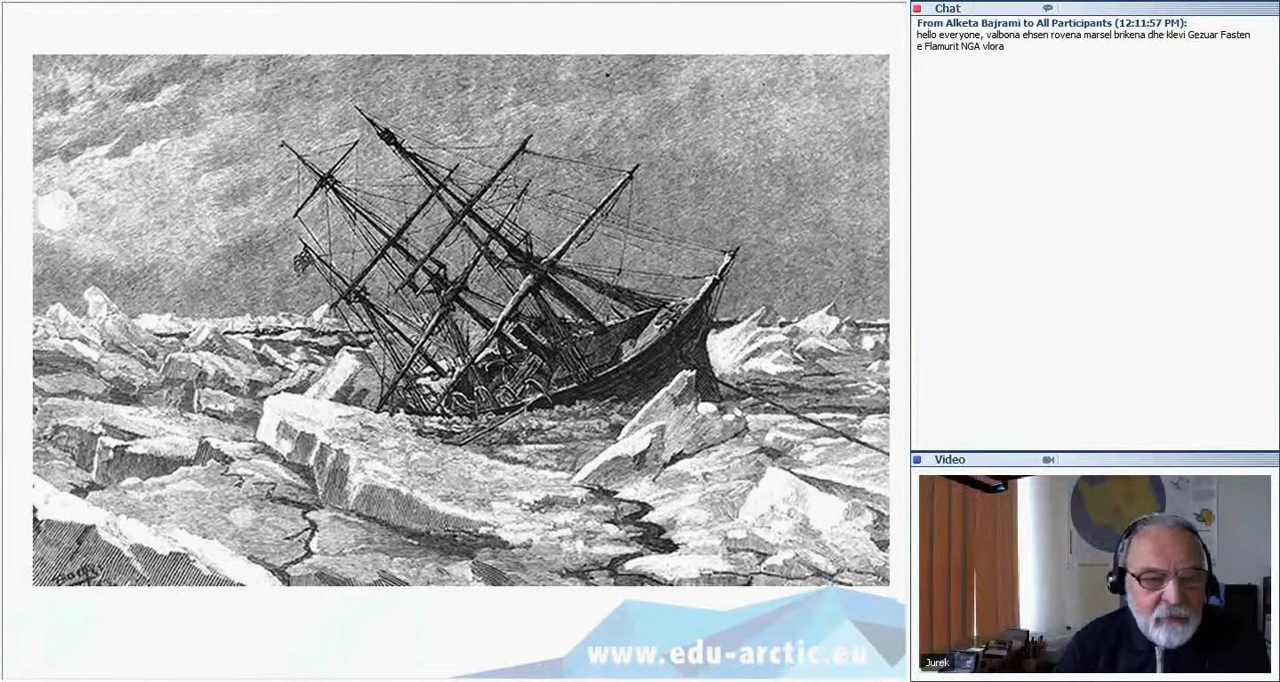 Chat
From Alketa Bajrami to All Participants (12:11:57 PM):
hello everyone, valbona ehsen rovena marsel brikena dhe klevi Gezuar Fasten
e Flamurit NGA vlora
www.edu-arctic.eu
Video
Jurek